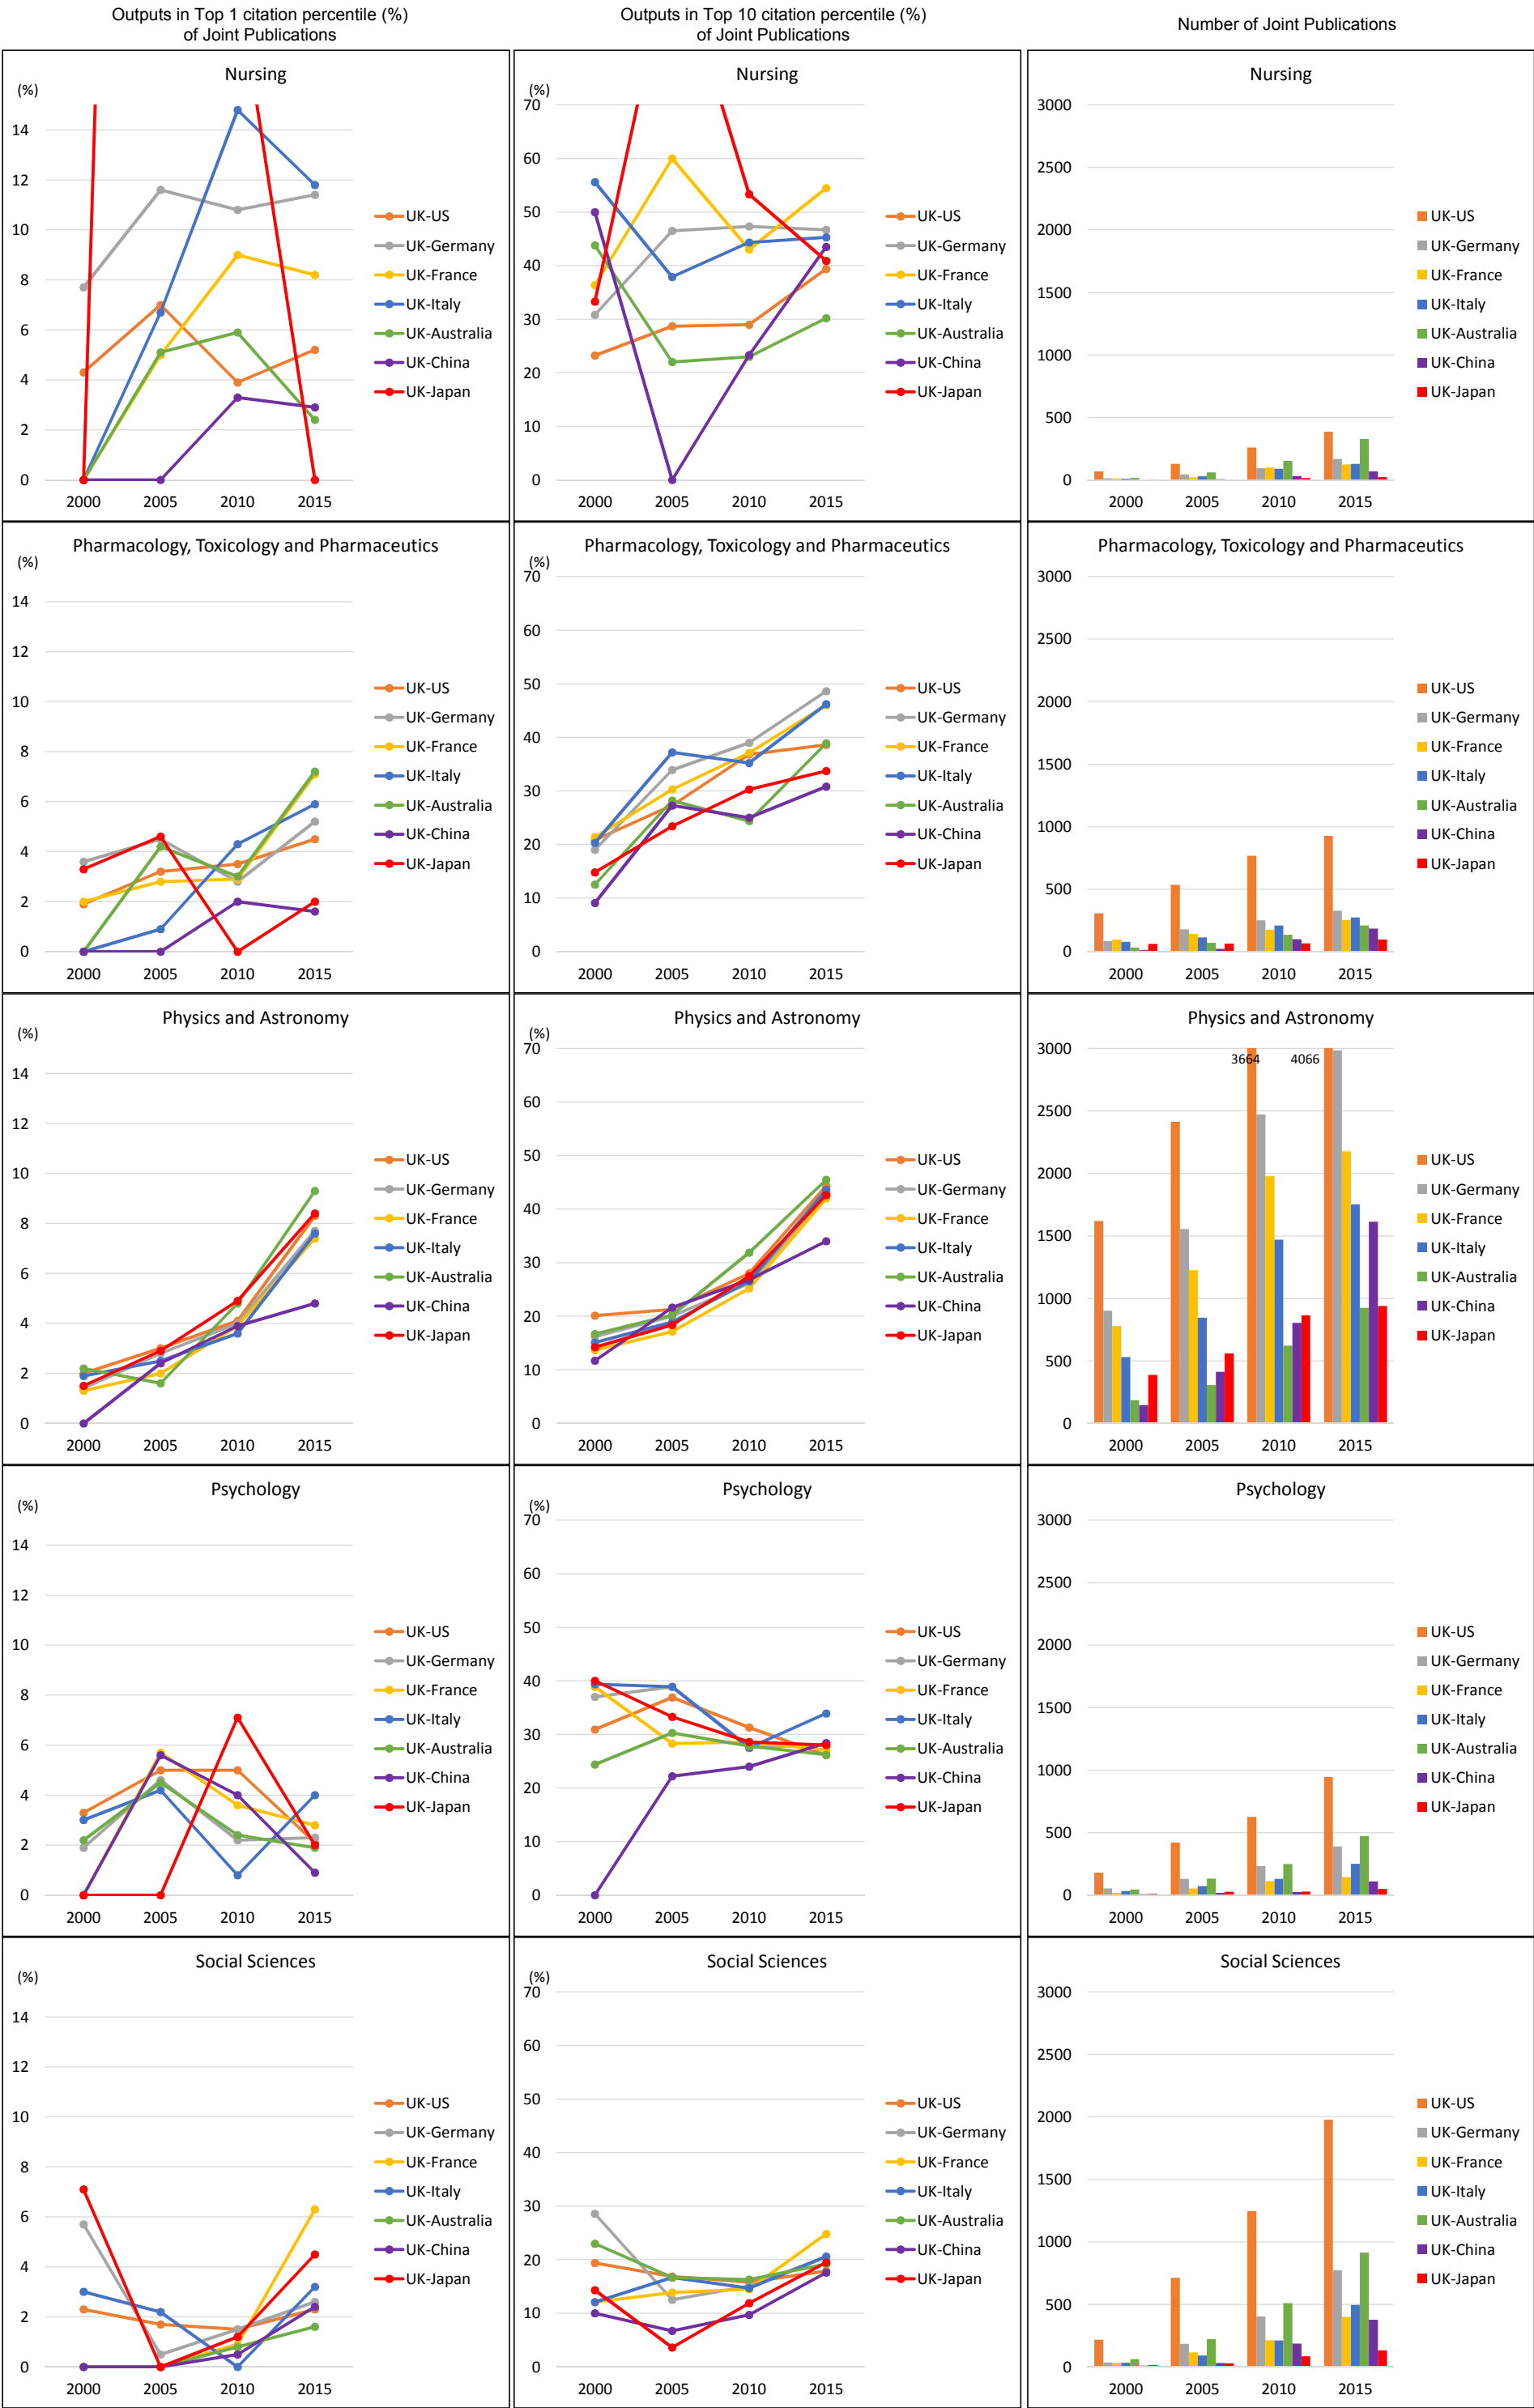 Outputs in Top 1 citation percentile (%)
of Joint Publications
Outputs in Top 10 citation percentile (%)
of Joint Publications
Number of Joint Publications
Nursing
(%)
14
12
10
8
6
4
2
0
2000 2005 2010 2015
UK-US
UK-Germany
UK-France
UK-Italy
UK-Australia
UK-China
UK-Japan
Nursing
(%)
70
60
50
40
30
20
10
0
2000 2005 2010 2015
UK-US
UK-Germany
UK-France
UK-Italy
UK-Australia
UK-China
UK-Japan
Nursing
3000
2500
2000
1500
1000
500
0
2000 2005 2010 2015
UK-US
UK-Germany
UK-France
UK-Italy
UK-Australia
UK-China
UK-Japan
Pharmacology, Toxicology and Pharmaceutics
(%)
14
12
10
8
6
4
2
0
2000 2005 2010 2015
UK-US
UK-Germany
UK-France
UK-Italy
UK-Australia
UK-China
UK-Japan
Pharmacology, Toxicology and Pharmaceutics
(%)
70
60
50
40
30
20
10
0
2000 2005 2010 2015
UK-US
UK-Germany
UK-France
UK-Italy
UK-Australia
UK-China
UK-Japan
Pharmacology, Toxicology and Pharmaceutics
3000
2500
2000
1500
1000
500
0
2000 2005 2010 2015
UK-US
UK-Germany
UK-France
UK-Italy
UK-Australia
UK-China
UK-Japan
Physics and Astronomy
(%)
14
12
10
8
6
4
2
0
2000 2005 2010 2015
UK-US
UK-Germany
UK-France
UK-Italy
UK-Australia
UK-China
UK-Japan
Physics and Astronomy
(%)
70
60
50
40
30
20
10
0
2000 2005 2010 2015
UK-US
UK-Germany
UK-France
UK-Italy
UK-Australia
UK-China
UK-Japan
Physics and Astronomy
3000
3664 4066
2500
2000
1500
1000
500
0
2000 2005 2010 2015
UK-US
UK-Germany
UK-France
UK-Italy
UK-Australia
UK-China
UK-Japan
Psychology
(%)
14
12
10
8
6
4
2
0
2000 2005 2010 2015
UK-US
UK-Germany
UK-France
UK-Italy
UK-Australia
UK-China
UK-Japan
Psychology
(%)
70
60
50
40
30
20
10
0
2000 2005 2010 2015
UK-US
UK-Germany
UK-France
UK-Italy
UK-Australia
UK-China
UK-Japan
Psychology
3000
2500
2000
1500
1000
500
0
2000 2005 2010 2015
UK-US
UK-Germany
UK-France
UK-Italy
UK-Australia
UK-China
UK-Japan
Social Sciences
(%)
14
12
10
8
6
4
2
0
2000 2005 2010 2015
UK-US
UK-Germany
UK-France
UK-Italy
UK-Australia
UK-China
UK-Japan
Social Sciences
(%)
70
60
50
40
30
20
10
0
2000 2005 2010 2015
UK-US
UK-Germany
UK-France
UK-Italy
UK-Australia
UK-China
UK-Japan
Social Sciences
3000
2500
2000
1500
1000
500
0
2000 2005 2010 2015
UK-US
UK-Germany
UK-France
UK-Italy
UK-Australia
UK-China
UK-Japan